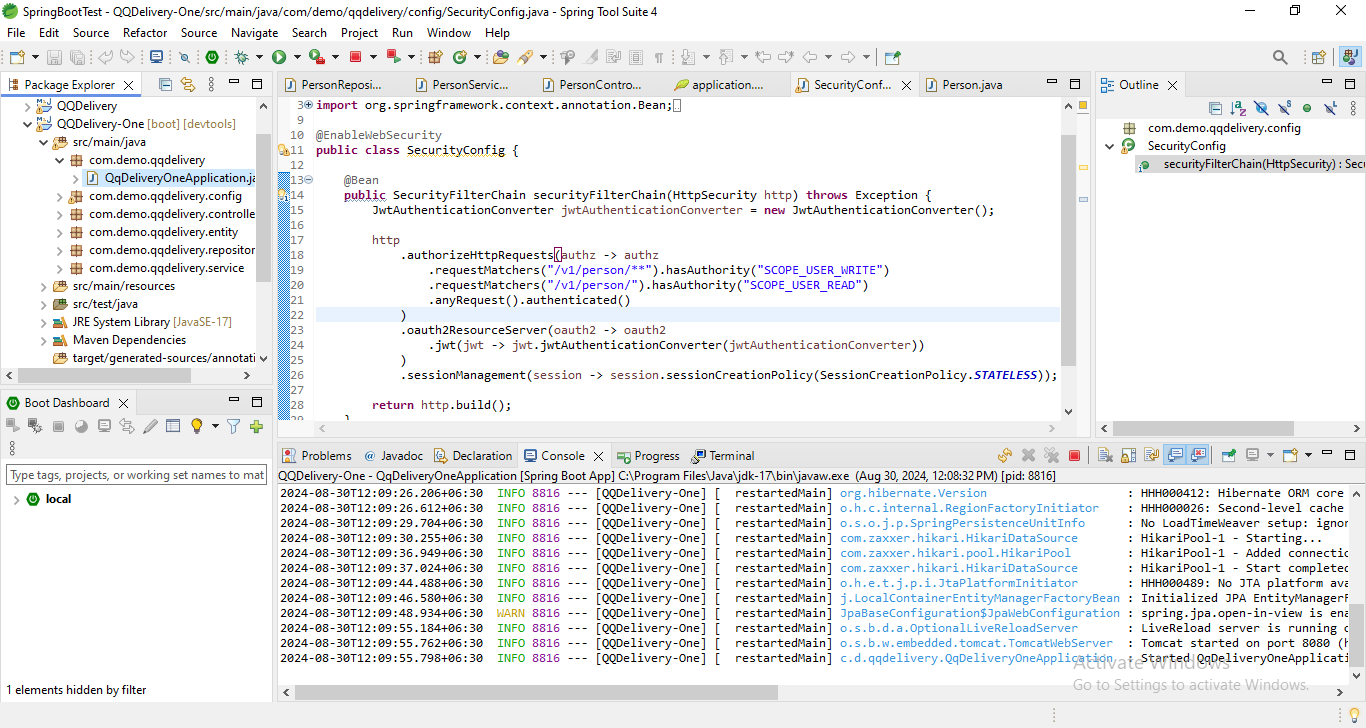 SpringBootTest - QQDelivery-One/src/main/java/com/demo/qqdelivery/config/SecurityConfig.java - Spring Tool Suite 4
File Edit Source Refactor Source Navigate Search Project Run Window Help
Package Explorer
QQDelivery
QQDelivery-One [boot] [devtools]
src/main/java
com.demo.qqdelivery
QqDeliveryOneApplication.ja
com.demo.qqdelivery.config
com.demo.qqdelivery.controlle
com.demo.qqdelivery.entity
com.demo.qqdelivery.repositor
com.demo.qqdelivery.service
src/main/resources
src/test/java
JRE System Library [JavaSE-17]
Maven Dependencies
target/generated-sources/annotati
Boot Dashboard
Type tags, projects, or working set names to mat
local
1 elements hidden by filter
PersonReposi... PersonServic... PersonContro... application.... SecurityConf... Person.java
3 import org.springframework.context.annotation.Bean;
9
10 @EnableWebSecurity
11 public class SecurityConfig {
12
13 @Bean
14 public SecurityFilterChain securityFilterChain(HttpSecurity http) throws Exception {
15 JwtAuthenticationConverter jwtAuthenticationConverter = new JwtAuthenticationConverter();
16
17 http
18 .authorizeHttpRequests(authz -> authz
19 .requestMatchers("/v1/person/**").hasAuthority("SCOPE_USER_WRITE")
20 .requestMatchers("/v1/person/").hasAuthority("SCOPE_USER_READ")
21 .anyRequest().authenticated()
22 )
23 .oauth2ResourceServer(oauth2 -> oauth2
24 .jwt(jwt -> jwt.jwtAuthenticationConverter(jwtAuthenticationConverter))
25 )
26 .sessionManagement(session -> session.sessionCreationPolicy(SessionCreationPolicy.STATELESS));
27
28 return http.build();
29 }
Outline
com.demo.qqdelivery.config
SecurityConfig
securityFilterChain(HttpSecurity) : Secu
Problems Javadoc Declaration Console Progress Terminal
QQDelivery-One - QqDeliveryOneApplication [Spring Boot App] C:\Program Files\Java\jdk-17\bin\javaw.exe (Aug 30, 2024, 12:08:32 PM) [pid: 8816]
2024-08-30T12:09:26.206+06:30 INFO 8816 --- [QQDelivery-One] [ restartedMain] org.hibernate.Version : HHH000412: Hibernate ORM core
2024-08-30T12:09:26.612+06:30 INFO 8816 --- [QQDelivery-One] [ restartedMain] o.h.c.internal.RegionFactoryInitiator : HHH000026: Second-level cache
2024-08-30T12:09:29.704+06:30 INFO 8816 --- [QQDelivery-One] [ restartedMain] o.s.o.j.p.SpringPersistenceUnitInfo : No LoadTimeWeaver setup: ignor
2024-08-30T12:09:30.255+06:30 INFO 8816 --- [QQDelivery-One] [ restartedMain] com.zaxxer.hikari.HikariDataSource : HikariPool-1 - Starting...
2024-08-30T12:09:36.949+06:30 INFO 8816 --- [QQDelivery-One] [ restartedMain] com.zaxxer.hikari.pool.HikariPool : HikariPool-1 - Added connectic
2024-08-30T12:09:37.024+06:30 INFO 8816 --- [QQDelivery-One] [ restartedMain] com.zaxxer.hikari.HikariDataSource : HikariPool-1 - Start completed
2024-08-30T12:09:44.488+06:30 INFO 8816 --- [QQDelivery-One] [ restartedMain] o.h.e.t.j.p.i.JtaPlatformInitiator : HHH000489: No JTA platform ava
2024-08-30T12:09:46.580+06:30 INFO 8816 --- [QQDelivery-One] [ restartedMain] j.LocalContainerEntityManagerFactoryBean : Initialized JPA EntityManagerF
2024-08-30T12:09:48.934+06:30 WARN 8816 --- [QQDelivery-One] [ restartedMain] JpaBaseConfiguration$JpaWebConfiguration : spring.jpa.open-in-view is ena
2024-08-30T12:09:55.184+06:30 INFO 8816 --- [QQDelivery-One] [ restartedMain] o.s.b.d.a.OptionalLiveReloadServer : LiveReload server is running o
2024-08-30T12:09:55.762+06:30 INFO 8816 --- [QQDelivery-One] [ restartedMain] o.s.b.w.embedded.tomcat.TomcatWebServer : Tomcat started on port 8080 (h
2024-08-30T12:09:55.798+06:30 INFO 8816 --- [QQDelivery-One] [ restartedMain] c.d.qqdelivery.QqDeliveryOneApplication : Started QqDeliveryOneApplicati
Activate Windows
Go to Settings to activate Windows.